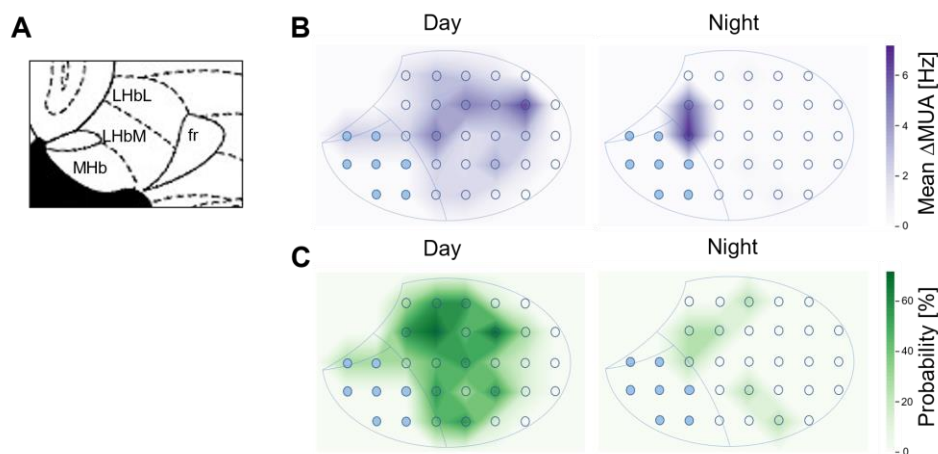 A
LHbL
LHbM
MHb
fr
B
Day
Night
6
4
2
0
Mean ΔMUA [Hz]
C
Day
Night
60
40
20
0
Probability [%]